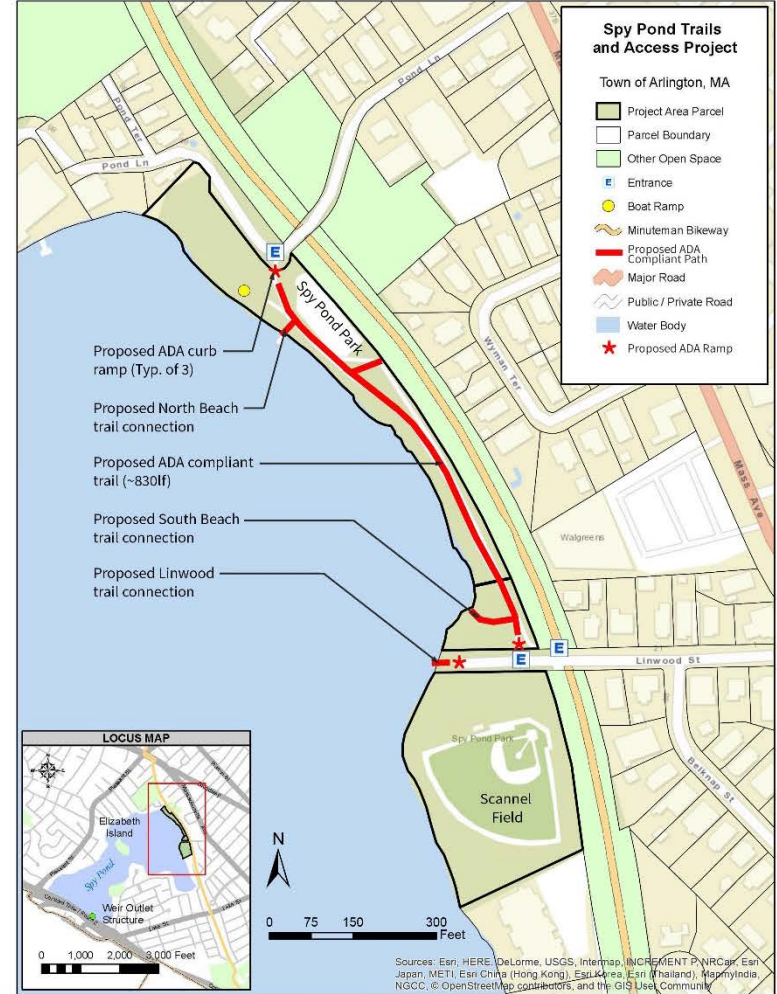 Spy Pond Trails
and Access Project
Town of Arlington, MA
Project Area Parcel
Parcel Boundary
Other Open Space
E
Entrance
Boat Ramp
Minuteman Bikeway
Proposed ADA
Compliant Path
Major Road
Public / Private Road
Water Body
Proposed ADA Ramp
Pond Ln
Pond Ter
Pond Ln
E
Spy Pond Park
Wyman Ter
Mass Ave
Walgreens
Proposed ADA curb
ramp (Typ. of 3)
Proposed North Beach
trail connection
Proposed ADA compliant
trail (~830lf)
Proposed South Beach
trail connection
Proposed Linwood
trail connection
E
E
Linwood St
Belknap St
Spy Pond Park
Scannel
Field
LOCUS MAP
Elizabeth
Island
Spy Pond
Weir Outlet
Structure
Pleasant St
Lake St
0 1,000 2,000 3,000 Feet
N
0 75 150 300
Feet
Sources: Esri, HERE, DeLorme, USGS, Intermap, INCREMENT P, NRCan, Esri
Japan, METI, Esri China (Hong Kong), Esri Korea, Esri (Thailand), MapmyIndia,
NGCC, © OpenStreetMap contributors, and the GIS User Community